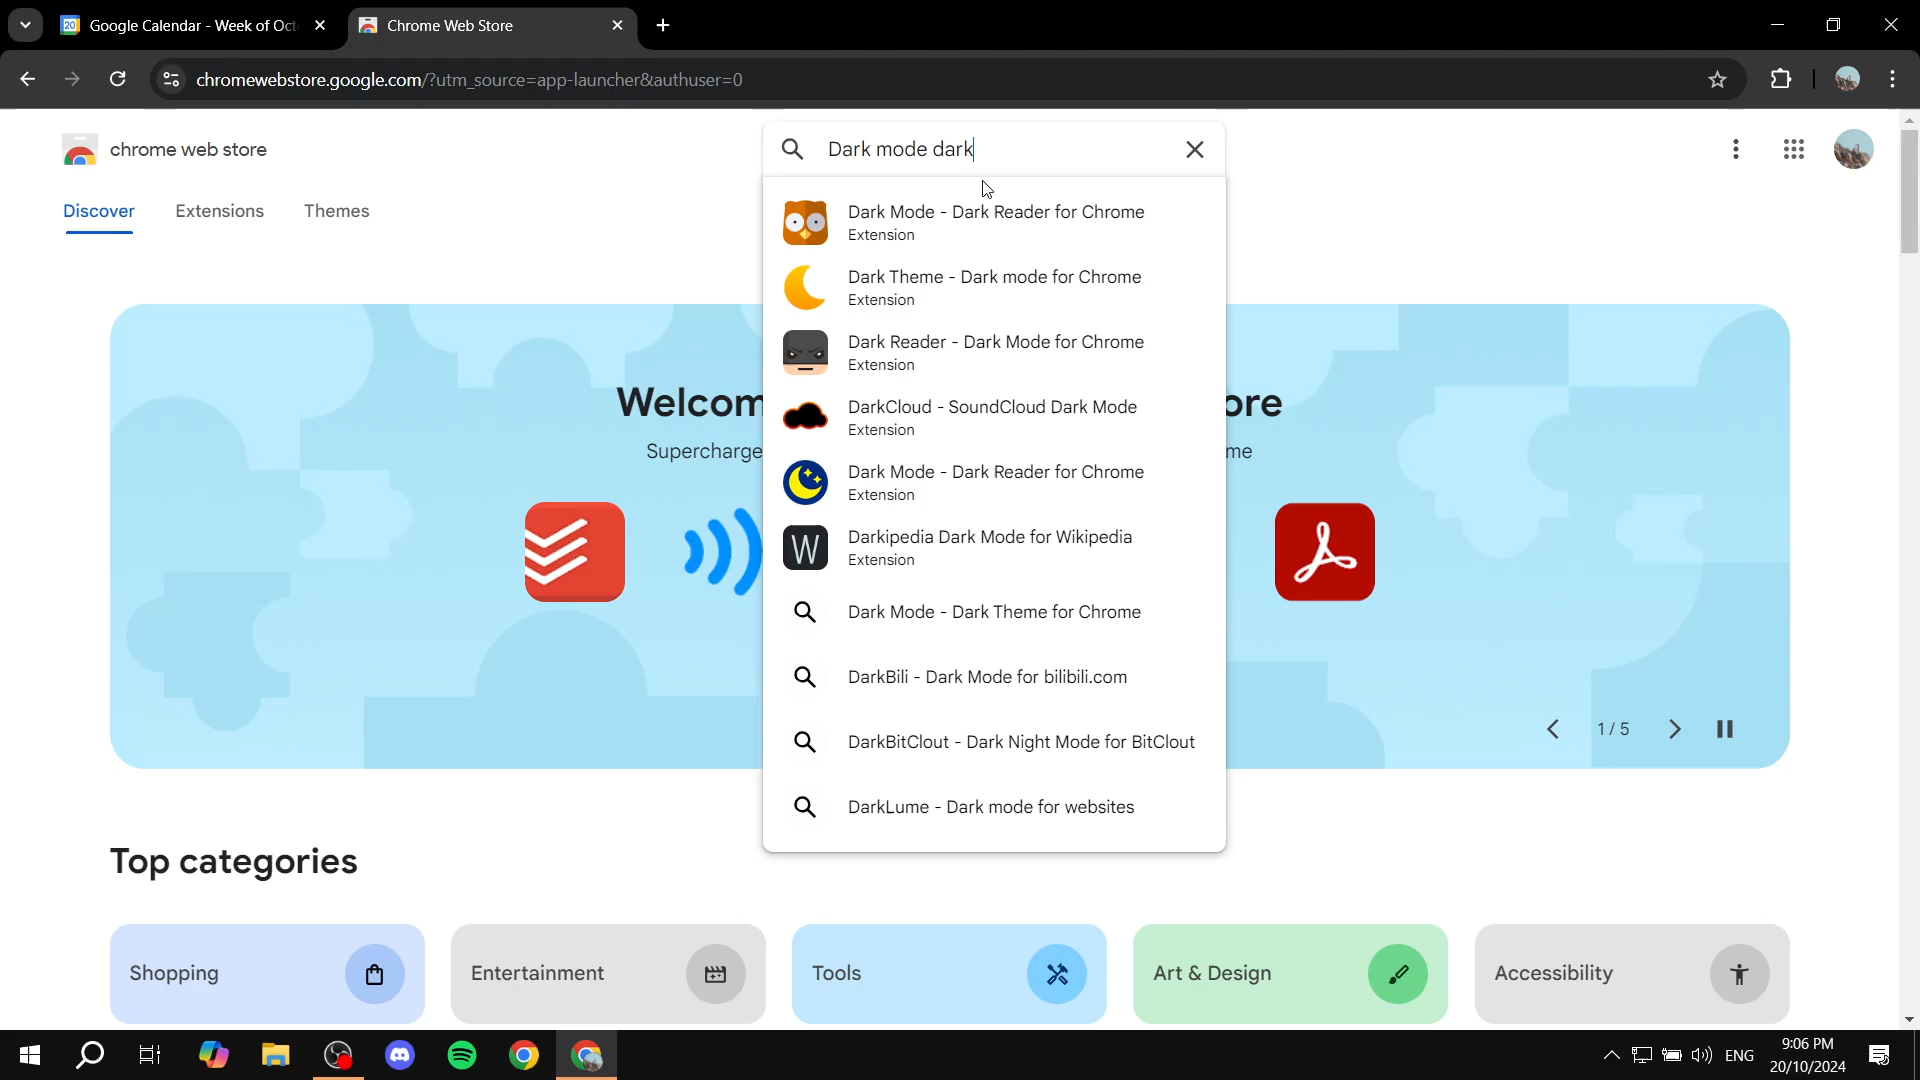 Google Calendar - Week of Oct
Chrome Web Store
chromewebstore.google.com/?utm_source=app-launcher&authuser=0
chrome web store
Dark mode dark
Discover
Extensions
Themes
Dark Mode - Dark Reader for Chrome
Extension
Dark Theme - Dark mode for Chrome
Extension
Dark Reader - Dark Mode for Chrome
Extension
DarkCloud - SoundCloud Dark Mode
Extension
Dark Mode - Dark Reader for Chrome
Extension
Darkipedia Dark Mode for Wikipedia
Extension
Dark Mode - Dark Theme for Chrome
DarkBili - Dark Mode for bilibili.com
DarkBitClout - Dark Night Mode for BitClout
DarkLume - Dark mode for websites
Welcom
ore
Supercharge
me
1 / 5
Top categories
Shopping
Entertainment
Tools
Art & Design
Accessibility
ENG
9:06 PM
20/10/2024